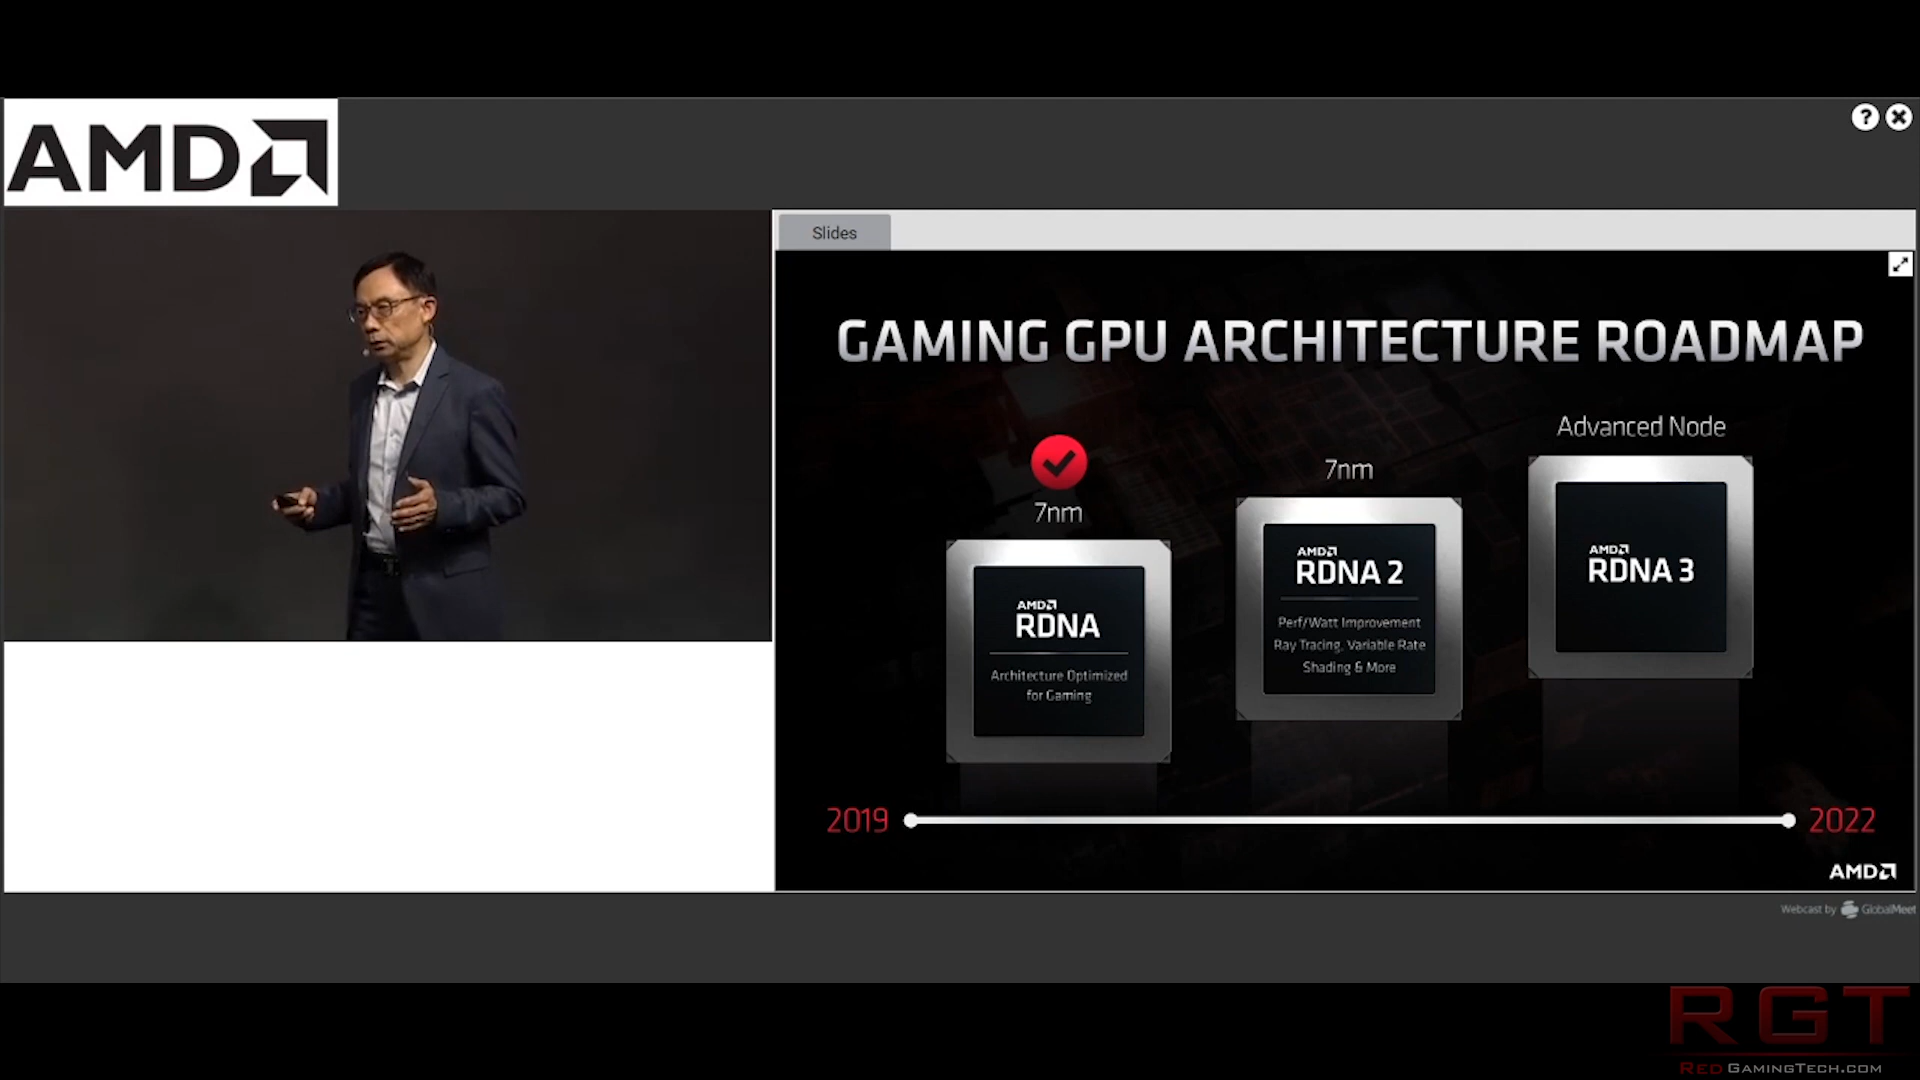 AMD
Slides
GAMING GPU ARCHITECTURE ROADMAP
7nm
AMD
RDNA
Architecture Optimized
for Gaming
7nm
AMD
RDNA 2
Perf/Watt Improvement
Ray Tracing, Variable Rate
Shading & More
Advanced Node
AMD
RDNA 3
2019
2022
AMD
Webcast by GlobalMeet
RGT
REDGAMINGTECH.COM